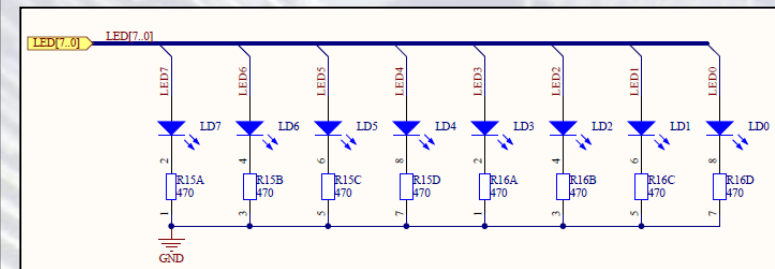 LED[7..0] LED[7..0]
LED7 LED6 LED5 LED4 LED3 LED2 LED1 LED0
LD7 LD6 LD5 LD4 LD3 LD2 LD1 LD0
2 4 6 8 2 4 6 8
R15A R15B R15C R15D R16A R16B R16C R16D
470 470 470 470 470 470 470 470
1 3 5 7 1 3 5 7
GND